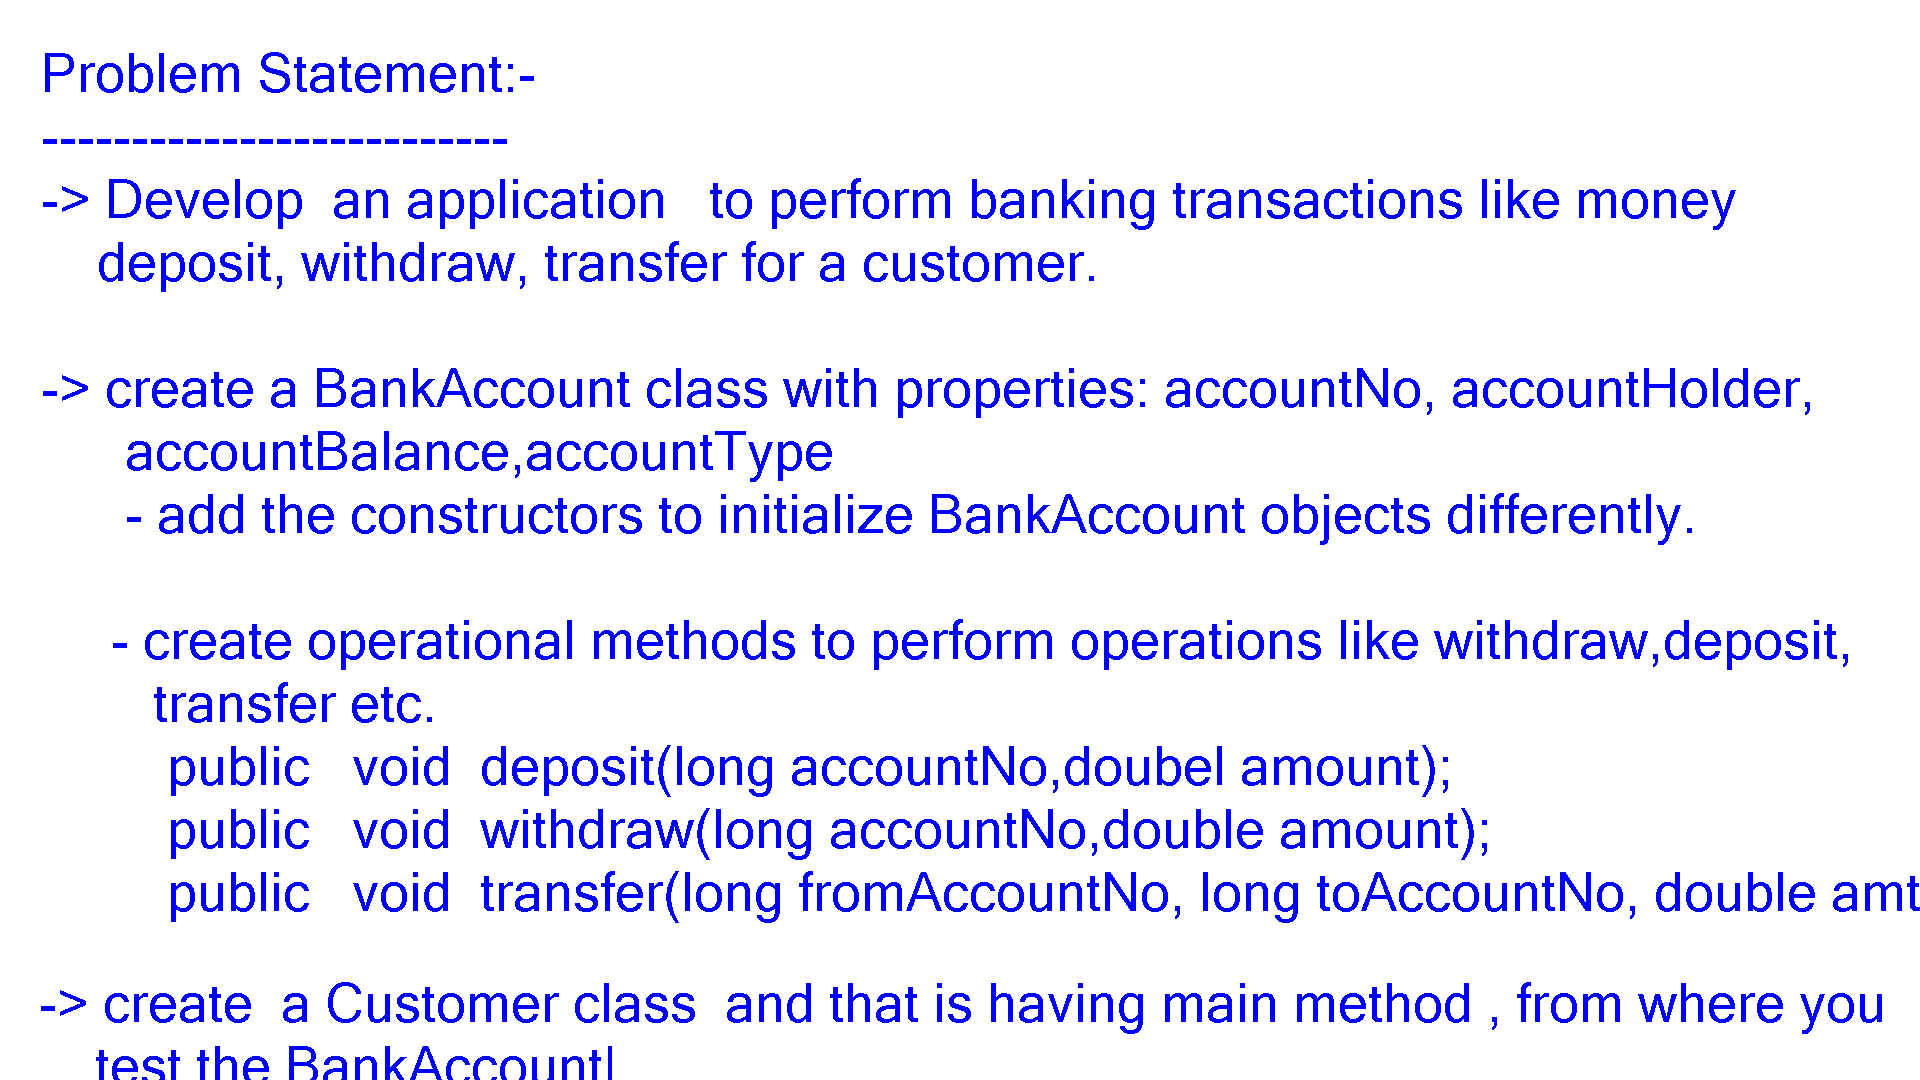 Problem Statement:-
--------------------------
-> Develop  an application   to perform banking transactions like money
deposit, withdraw, transfer for a customer.
-> create a BankAccount class with properties: accountNo, accountHolder,
accountBalance,accountType
- add the constructors to initialize BankAccount objects differently.
- create operational methods to perform operations like withdraw,deposit,
transfer etc.
public   void  deposit(long accountNo,doubel amount);
public   void  withdraw(long accountNo,double amount);
public   void  transfer(long fromAccountNo, long toAccountNo, double amt
-> create  a Customer class  and that is having main method , from where you
test the BankAccount